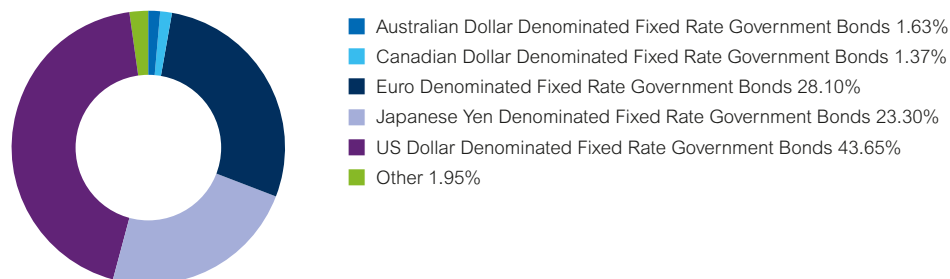 Australian Dollar Denominated Fixed Rate Government Bonds 1.63%
Canadian Dollar Denominated Fixed Rate Government Bonds 1.37%
Euro Denominated Fixed Rate Government Bonds 28.10%
Japanese Yen Denominated Fixed Rate Government Bonds 23.30%
US Dollar Denominated Fixed Rate Government Bonds 43.65%
Other 1.95%